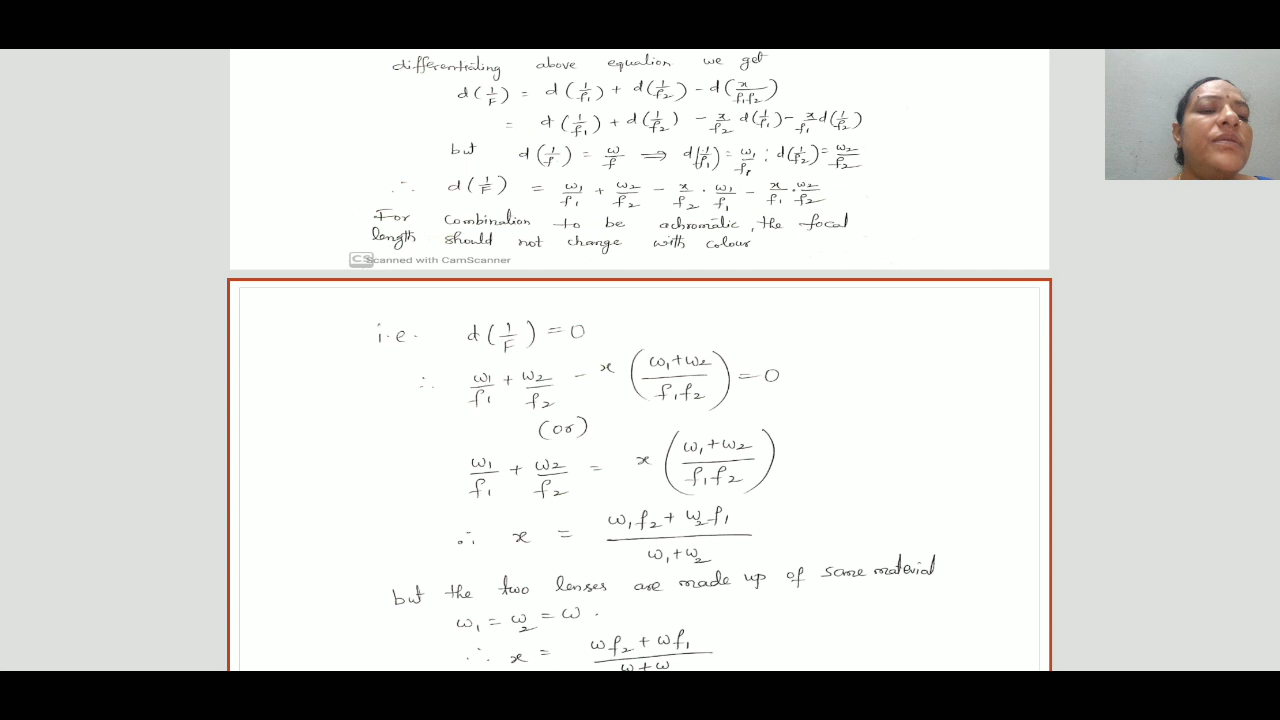 differentiating above equation we get
d(1/F) = d(1/f₁) + d(1/f₂) - d(x/f₁f₂)
= d(1/f₁) + d(1/f₂) - x/f₂ d(1/f₁) - x/f₁ d(1/f₂)
but d(1/f) = ω/f ⟹ d(1/f₁) = ω₁/f₁ ; d(1/f₂) = ω₂/f₂
∴ d(1/F) = ω₁/f₁ + ω₂/f₂ - x/f₂ · ω₁/f₁ - x/f₁ · ω₂/f₂
For combination to be achromatic, the focal
length should not change with colour
CS Scanned with CamScanner
i.e. d(1/F) = 0
∴ ω₁/f₁ + ω₂/f₂ - x((ω₁+ω₂)/f₁f₂) = 0
(or)
ω₁/f₁ + ω₂/f₂ = x((ω₁+ω₂)/f₁f₂)
∴ x = (ω₁f₂ + ω₂f₁)/(ω₁+ω₂)
but the two lenses are made up of same material
ω₁ = ω₂ = ω .
∴ x = (ωf₂ + ωf₁)/(ω+ω)